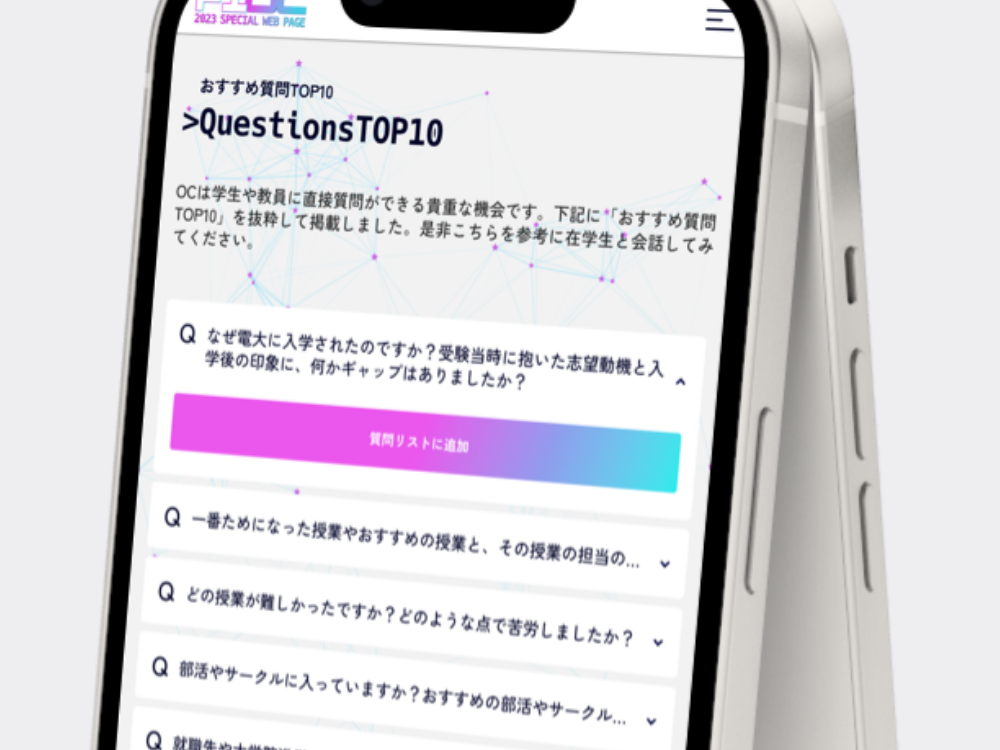 2023 SPECIAL WEB PAGE
おすすめ質問TOP10
>QuestionsTOP10
OCは学生や教員に直接質問ができる貴重な機会です。下記に「おすすめ質問
TOP10」を抜粋して掲載しました。是非こちらを参考に在学生と会話してみ
てください。
Q なぜ電大に入学されたのですか？受験当時に抱いた志望動機と入
学後の印象に、何かギャップはありましたか？
質問リストに追加
Q 一番ためになった授業やおすすめの授業と、その授業の担当の...
Q どの授業が難しかったですか？どのような点で苦労しましたか？
Q 部活やサークルに入っていますか？おすすめの部活やサークル...
Q 就職先や大学院